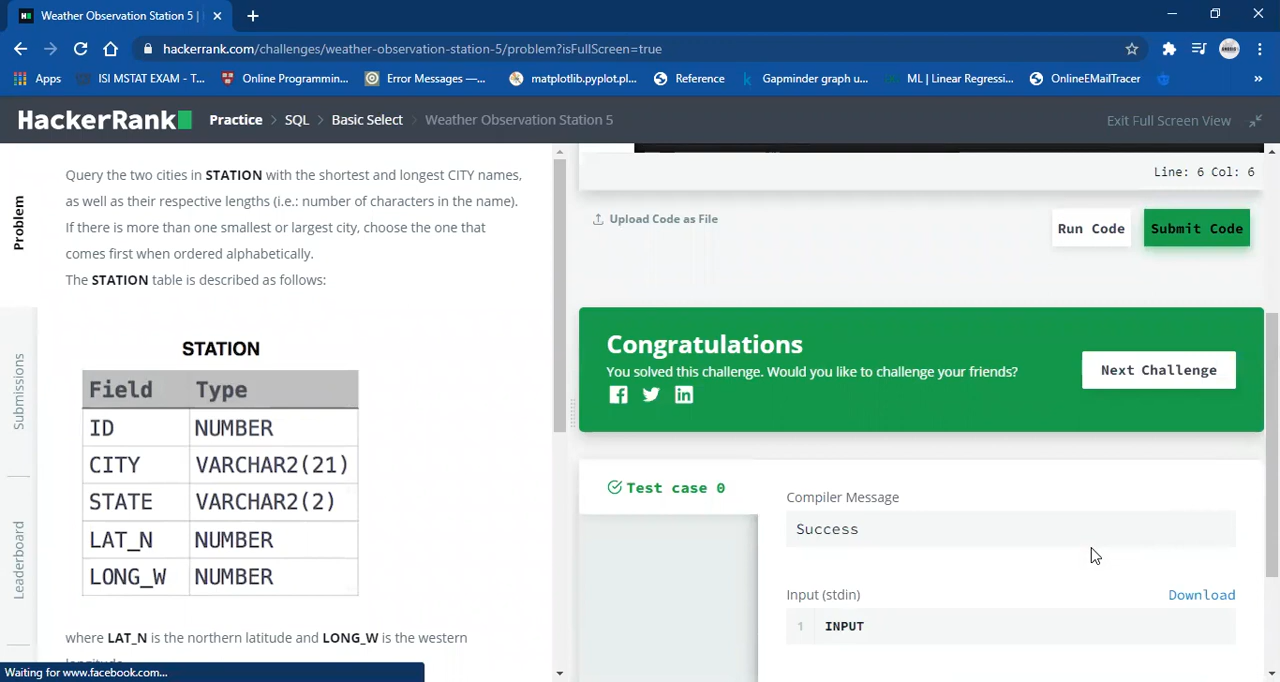 Weather Observation Station 5 |
hackerrank.com/challenges/weather-observation-station-5/problem?isFullScreen=true
Apps
ISI MSTAT EXAM - T...
Online Programmin...
Error Messages —...
matplotlib.pyplot.pl...
Reference
Gapminder graph u...
ML | Linear Regressi...
OnlineEMailTracer
»
HackerRank
Practice > SQL > Basic Select > Weather Observation Station 5
Exit Full Screen View
Problem
Submissions
Leaderboard
Query the two cities in STATION with the shortest and longest CITY names,
as well as their respective lengths (i.e.: number of characters in the name).
If there is more than one smallest or largest city, choose the one that
comes first when ordered alphabetically.
The STATION table is described as follows:
STATION
Field Type
ID NUMBER
CITY VARCHAR2(21)
STATE VARCHAR2(2)
LAT_N NUMBER
LONG_W NUMBER
where LAT_N is the northern latitude and LONG_W is the western
Waiting for www.facebook.com...
Line: 6 Col: 6
Upload Code as File
Run Code
Submit Code
Congratulations
You solved this challenge. Would you like to challenge your friends?
Next Challenge
Test case 0
Compiler Message
Success
Input (stdin)
Download
1 INPUT